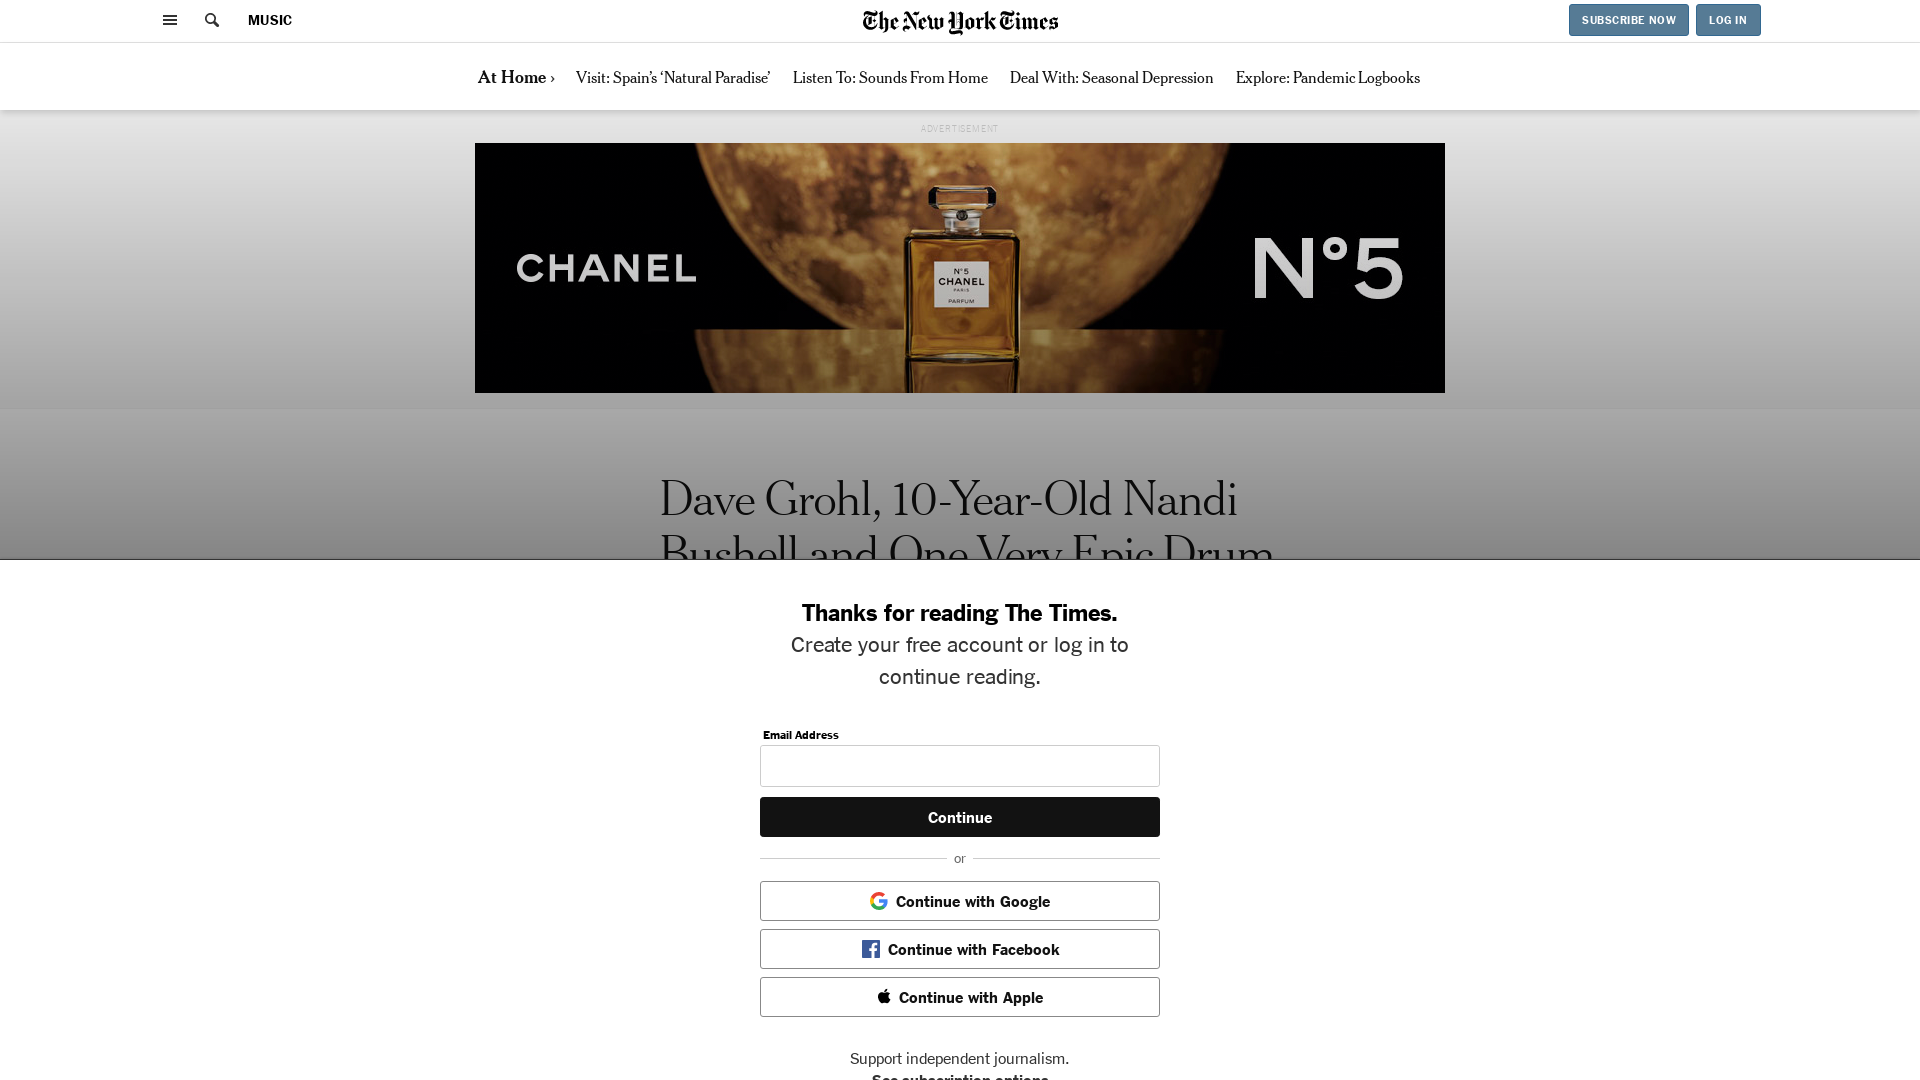 MUSIC
The New York Times
SUBSCRIBE NOW
LOG IN
At Home ›
Visit: Spain’s ‘Natural Paradise’
Listen To: Sounds From Home
Deal With: Seasonal Depression
Explore: Pandemic Logbooks
ADVERTISEMENT
CHANEL
N°5
N°5
CHANEL
PARIS
PARFUM
Dave Grohl, 10-Year-Old Nandi
Bushell and One Very Epic Drum
Thanks for reading The Times.
Create your free account or log in to
continue reading.
Email Address
Continue
or
Continue with Google
Continue with Facebook
Continue with Apple
Support independent journalism.
See subscription options